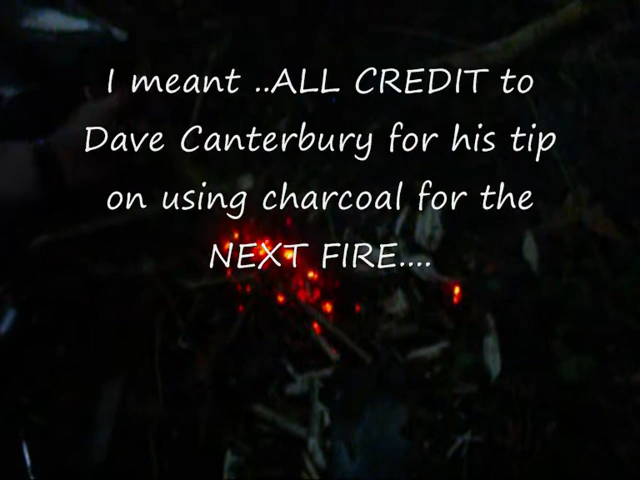 I meant ..ALL CREDIT to
Dave Canterbury for his tip
on using charcoal for the
NEXT FIRE....